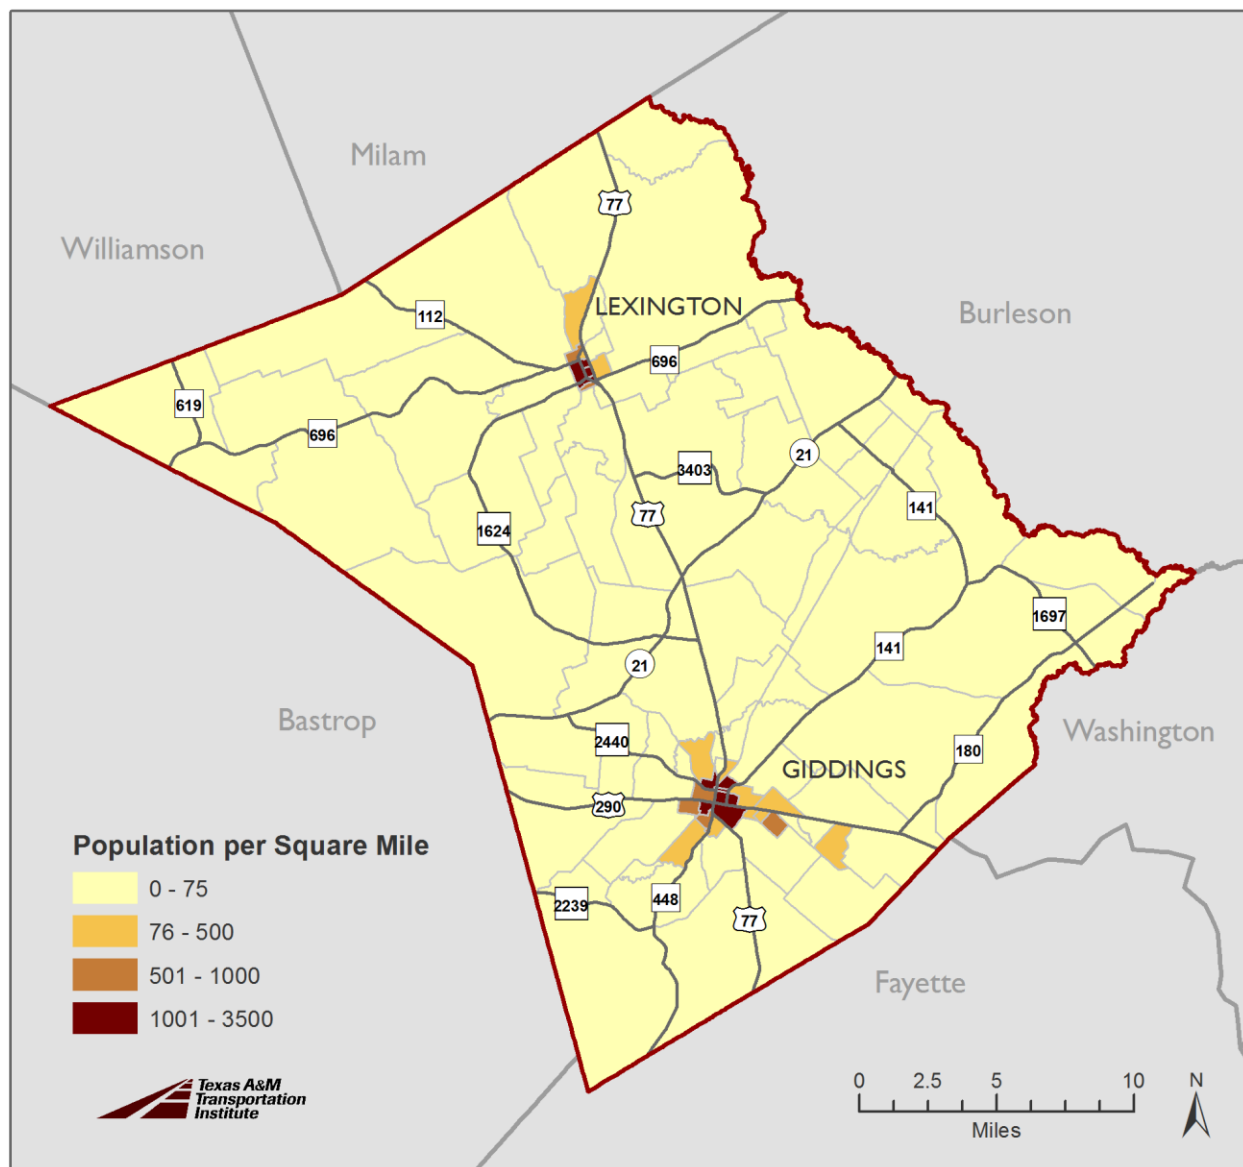 Milam
77
Williamson
LEXINGTON
112
Burleson
696
619
696
21
3403
141
77
1624
1697
141
21
Bastrop
Washington
2440
180
GIDDINGS
290
Population per Square Mile
0 - 75
2239
448
76 - 500
77
501 - 1000
Fayette
1001 - 3500
Texas A&M
Transportation
Institute
0 2.5 5 10
N
Miles